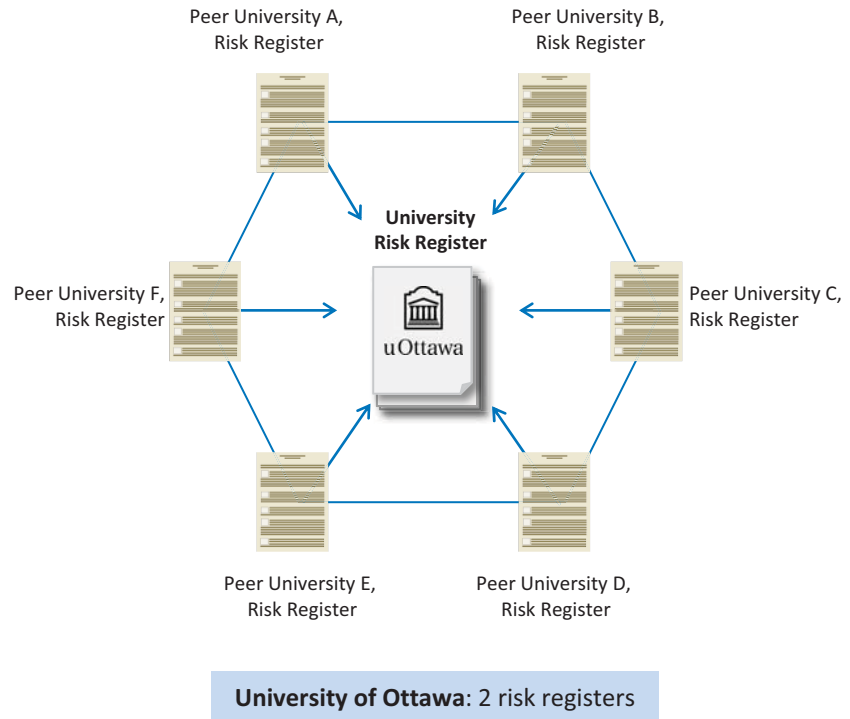 Peer University A,
Risk Register
Peer University B,
Risk Register
University
Risk Register
uOttawa
Peer University F,
Risk Register
Peer University C,
Risk Register
Peer University E,
Risk Register
Peer University D,
Risk Register
University of Ottawa: 2 risk registers